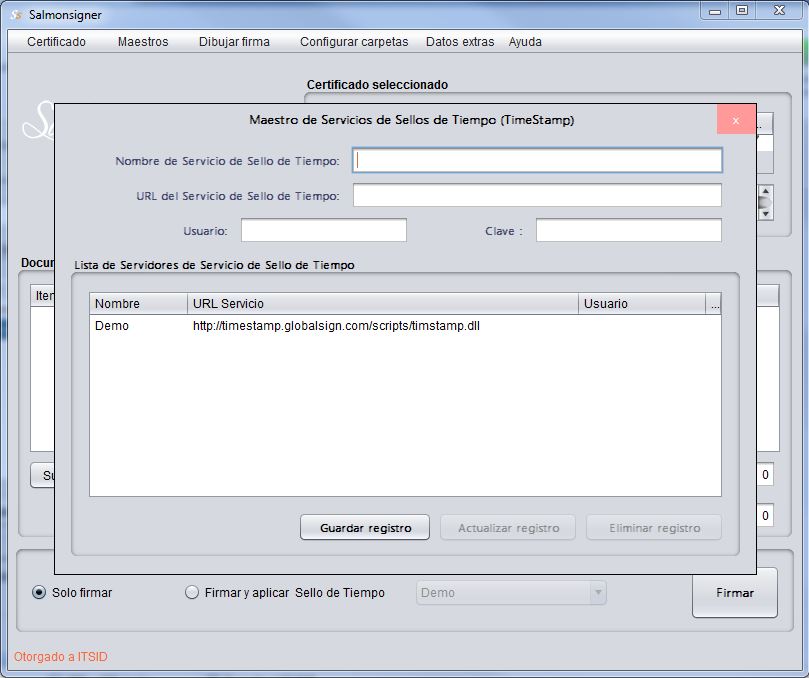 Salmonsigner
Certificado Maestros Dibujar firma Configurar carpetas Datos extras Ayuda
Certificado seleccionado
Maestro de Servicios de Sellos de Tiempo (TimeStamp) x
...
Nombre de Servicio de Sello de Tiempo:
URL del Servicio de Sello de Tiempo:
Usuario: Clave :
Lista de Servidores de Servicio de Sello de Tiempo
Nombre URL Servicio Usuario ...
Demo http://timestamp.globalsign.com/scripts/timstamp.dll
0
Guardar registro Actualizar registro Eliminar registro
0
Solo firmar Firmar y aplicar Sello de Tiempo Demo Firmar
Otorgado a ITSID